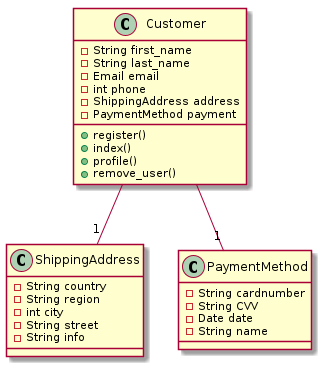 C Customer
String first_name
String last_name
Email email
int phone
ShippingAddress address
PaymentMethod payment
register()
index()
profile()
remove_user()
1
1
C ShippingAddress
String country
String region
int city
String street
String info
C PaymentMethod
String cardnumber
String CVV
Date date
String name